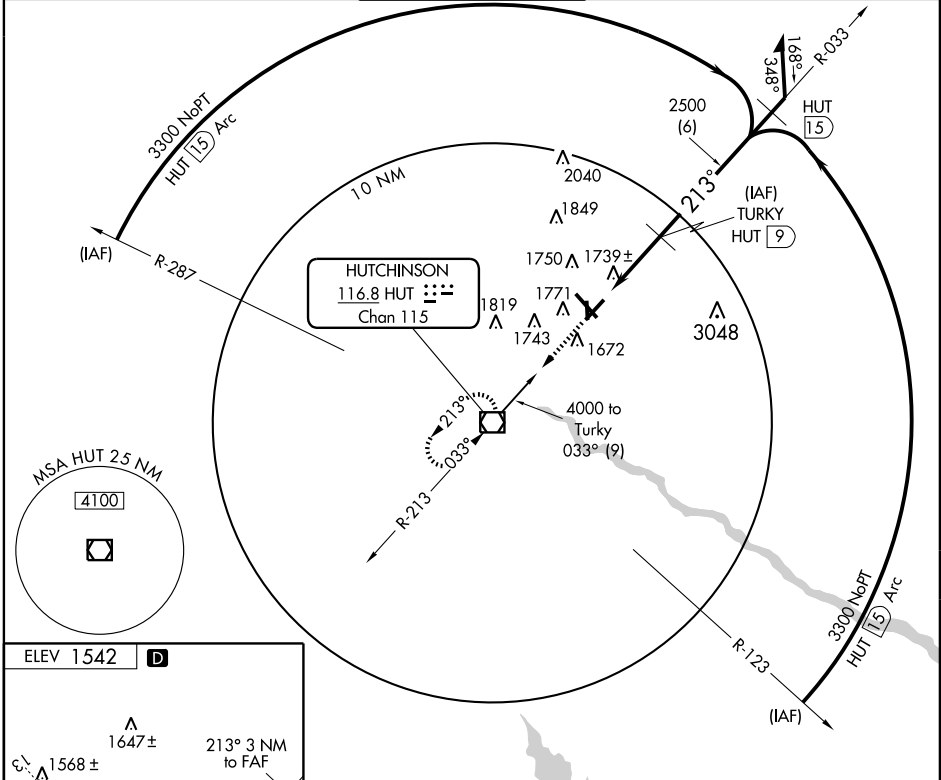 168°
348°
R-033
HUT
15
2500
(6)
3300 NoPT
HUT 15 Arc
2040
10 NM
213°
(IAF)
TURKY
HUT 9
1849
(IAF)
R-287
1750
1739±
HUTCHINSON
116.8 HUT
Chan 115
1819
1771
1743
1672
3048
4000 to
Turky
033° (9)
213°
033°
R-213
MSA HUT 25 NM
4100
3300 NoPT
HUT 15 Arc
R-123
(IAF)
ELEV 1542 D
1647±
213° 3 NM
to FAF
13
1568±